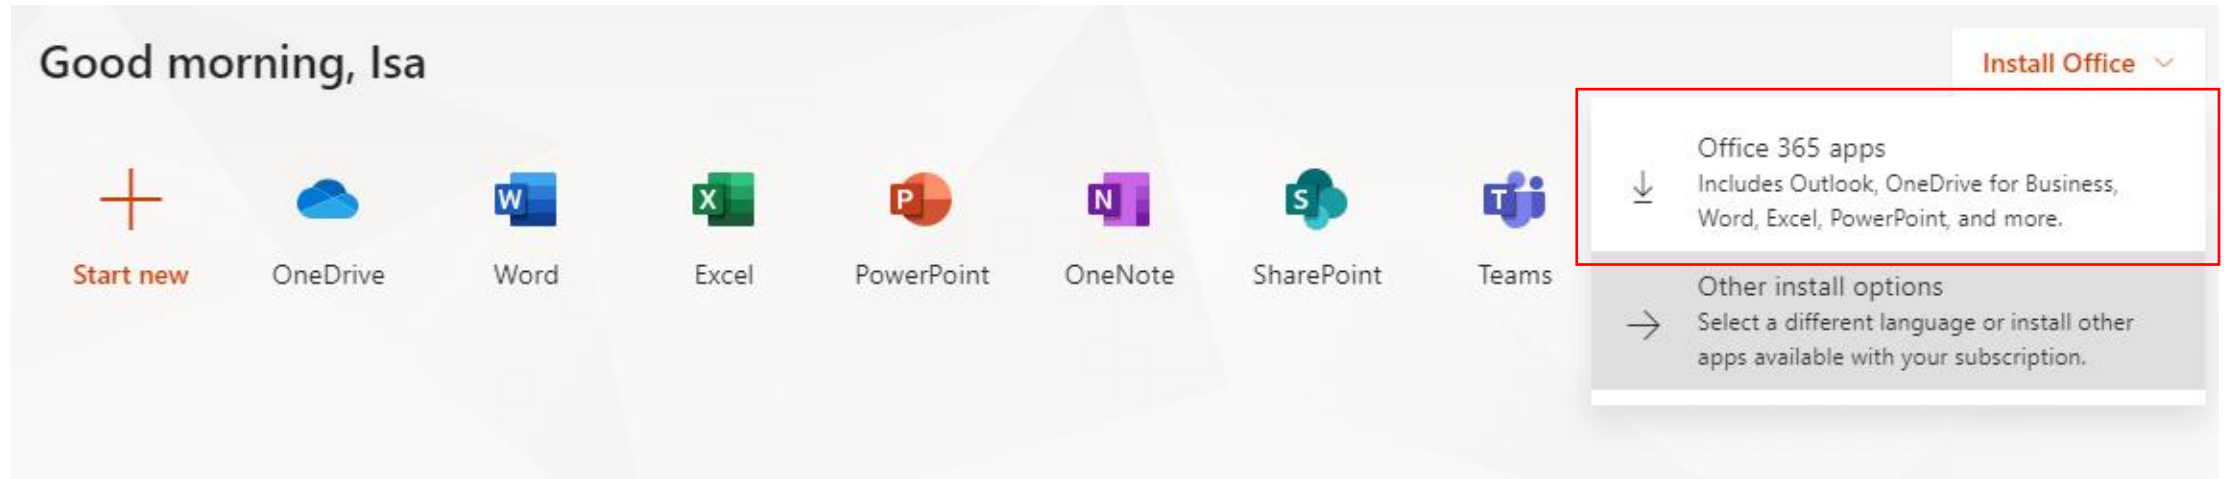 Good morning, Isa
Install Office
Office 365 apps
Includes Outlook, OneDrive for Business,
Word, Excel, PowerPoint, and more.
W
X
P
N
S
T
Start new
OneDrive
Word
Excel
PowerPoint
OneNote
SharePoint
Teams
Other install options
Select a different language or install other
apps available with your subscription.